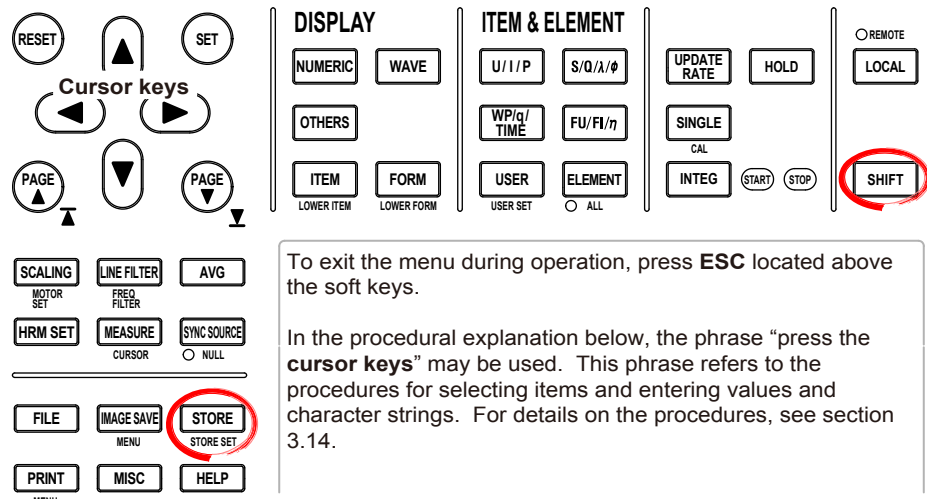 RESET
SET
Cursor keys
PAGE
PAGE
DISPLAY
NUMERIC WAVE
OTHERS
ITEM FORM
LOWER ITEM LOWER FORM
ITEM & ELEMENT
U/I/P S/Q/λ/ø
WP/q/
TIME
FU/FI/η
USER ELEMENT
USER SET ALL
UPDATE
RATE
HOLD
SINGLE
CAL
INTEG START STOP
REMOTE
LOCAL
SHIFT
SCALING LINE FILTER AVG
MOTOR
SET
FREQ
FILTER
HRM SET MEASURE SYNC SOURCE
CURSOR NULL
FILE IMAGE SAVE STORE
MENU STORE SET
PRINT MISC HELP
MENU
To exit the menu during operation, press ESC located above
the soft keys.
In the procedural explanation below, the phrase “press the
cursor keys” may be used. This phrase refers to the
procedures for selecting items and entering values and
character strings. For details on the procedures, see section
3.14.